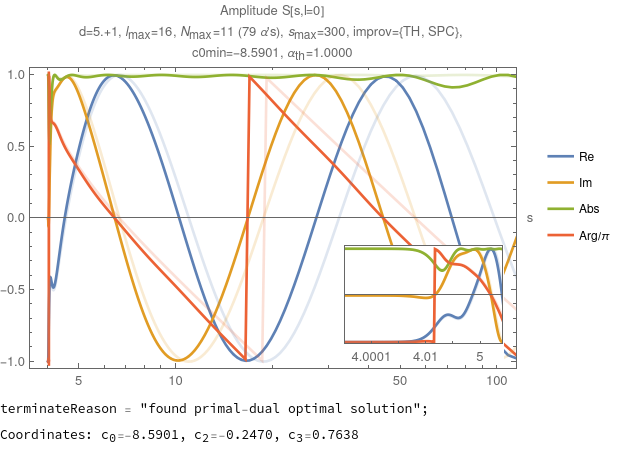 Amplitude S[s,l=0]
d=5.+1, lmax=16, Nmax=11 (79 α's), smax=300, improv={TH, SPC},
c0min=−8.5901, αth=1.0000
1.0
0.5
0.0
−0.5
−1.0
5
10
50
100
s
4.0001
4.01
5
Re
Im
Abs
Arg/π
terminateReason = "found primal-dual optimal solution";
Coordinates: c0=-8.5901, c2=-0.2470, c3=0.7638